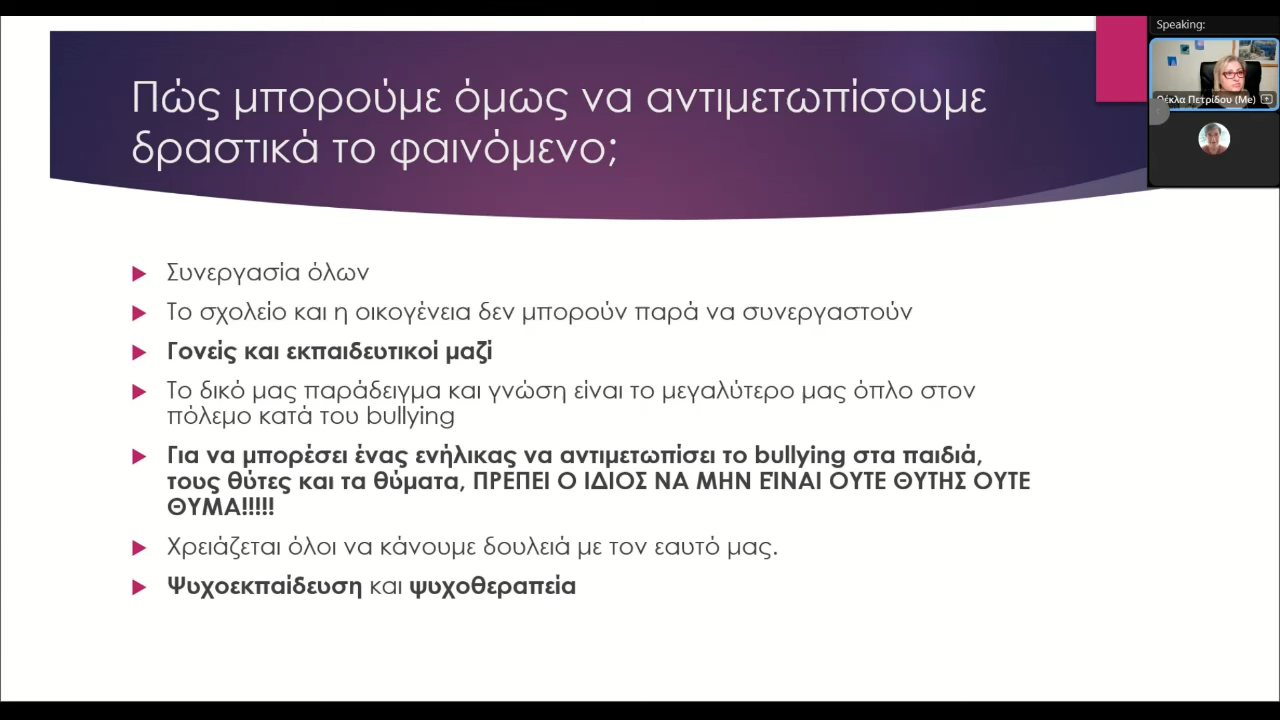 Speaking:
Θέκλα Πετρίδου (Me)
Πώς μπορούμε όμως να αντιμετωπίσουμε
δραστικά το φαινόμενο;
Συνεργασία όλων
Το σχολείο και η οικογένεια δεν μπορούν παρά να συνεργαστούν
Γονείς και εκπαιδευτικοί μαζί
Το δικό μας παράδειγμα και γνώση είναι το μεγαλύτερο μας όπλο στον
πόλεμο κατά του bullying
Για να μπορέσει ένας ενήλικας να αντιμετωπίσει το bullying στα παιδιά,
τους θύτες και τα θύματα, ΠΡΕΠΕΙ Ο ΙΔΙΟΣ ΝΑ ΜΗΝ ΕΊΝΑΙ ΟΥΤΕ ΘΥΤΗΣ ΟΥΤΕ
ΘΥΜΑ!!!!!
Χρειάζεται όλοι να κάνουμε δουλειά με τον εαυτό μας.
Ψυχοεκπαίδευση και ψυχοθεραπεία